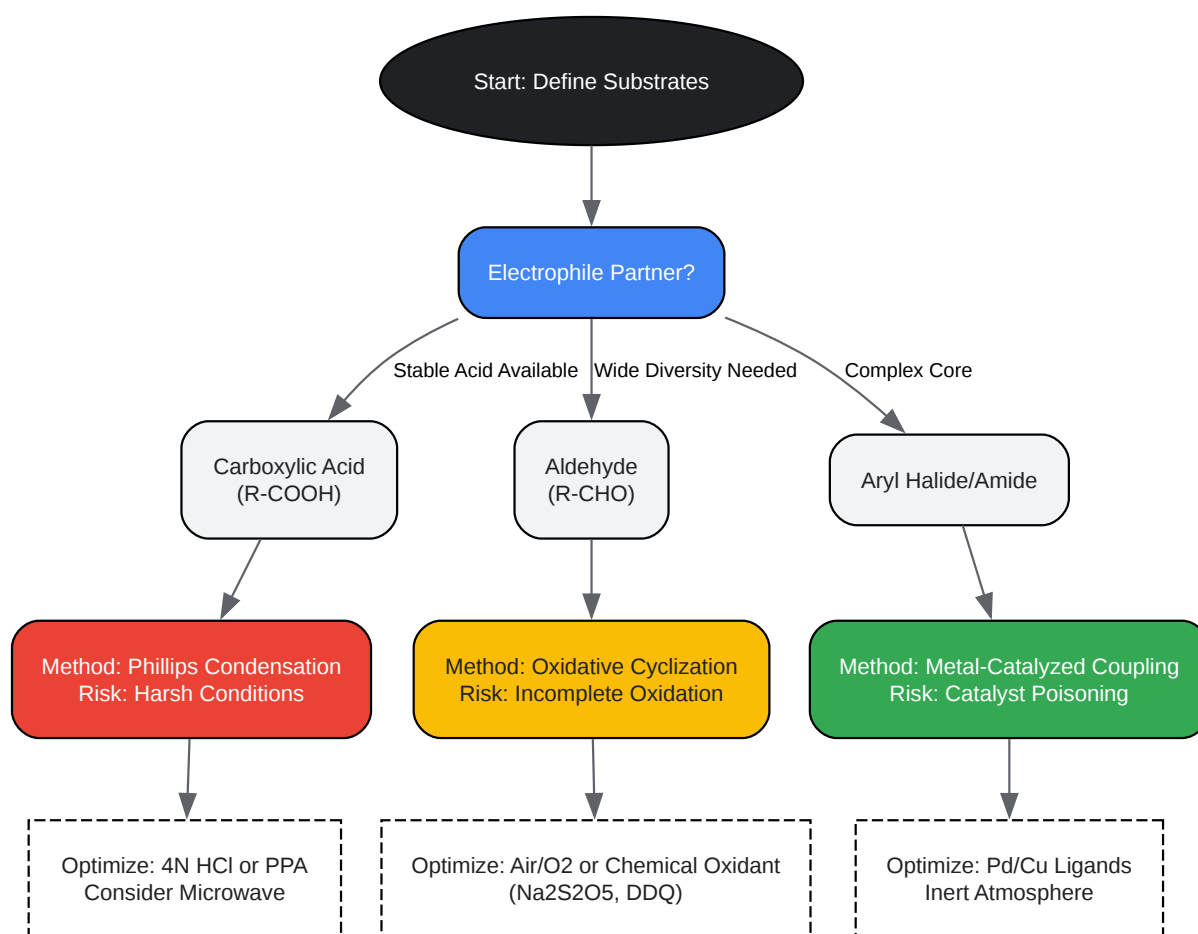 Start: Define Substrates
Electrophile Partner?
Stable Acid Available
Wide Diversity Needed
Complex Core
Carboxylic Acid
(R-COOH)
Aldehyde
(R-CHO)
Aryl Halide/Amide
Method: Phillips Condensation
Risk: Harsh Conditions
Method: Oxidative Cyclization
Risk: Incomplete Oxidation
Method: Metal-Catalyzed Coupling
Risk: Catalyst Poisoning
Optimize: 4N HCl or PPA
Consider Microwave
Optimize: Air/O2 or Chemical Oxidant
(Na2S2O5, DDQ)
Optimize: Pd/Cu Ligands
Inert Atmosphere